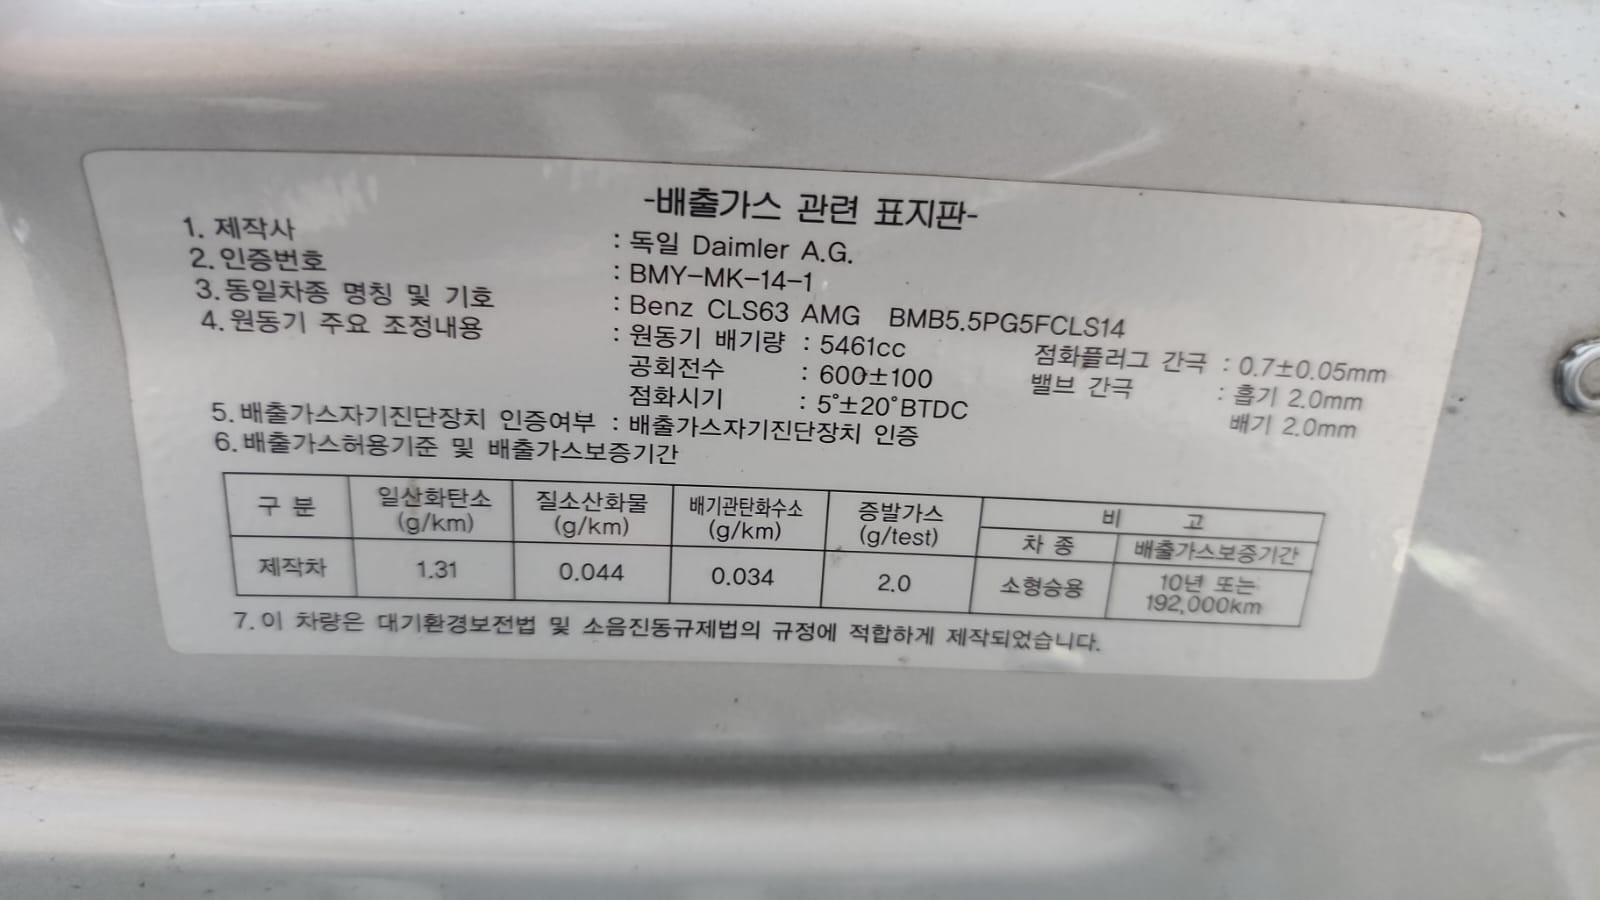 -배출가스 관련 표지판-
1. 제작사 : 독일 Daimler A.G.
2. 인증번호 : BMY-MK-14-1
3. 동일차종 명칭 및 기호 : Benz CLS63 AMG BMB5.5PG5FCLS14
4. 원동기 주요 조정내용 : 원동기 배기량 : 5461cc 점화플러그 간극 : 0.7±0.05mm
공회전수 : 600±100 밸브 간극 : 흡기 2.0mm
점화시기 : 5°±20°BTDC 배기 2.0mm
5. 배출가스자기진단장치 인증여부 : 배출가스자기진단장치 인증
6. 배출가스허용기준 및 배출가스보증기간
구 분 일산화탄소 (g/km) 질소산화물 (g/km) 배기관탄화수소 (g/km) 증발가스 (g/test) 비 고
차 종 배출가스보증기간
제작차 1.31 0.044 0.034 2.0 소형승용 10년 또는 192,000km
7. 이 차량은 대기환경보전법 및 소음진동규제법의 규정에 적합하게 제작되었습니다.